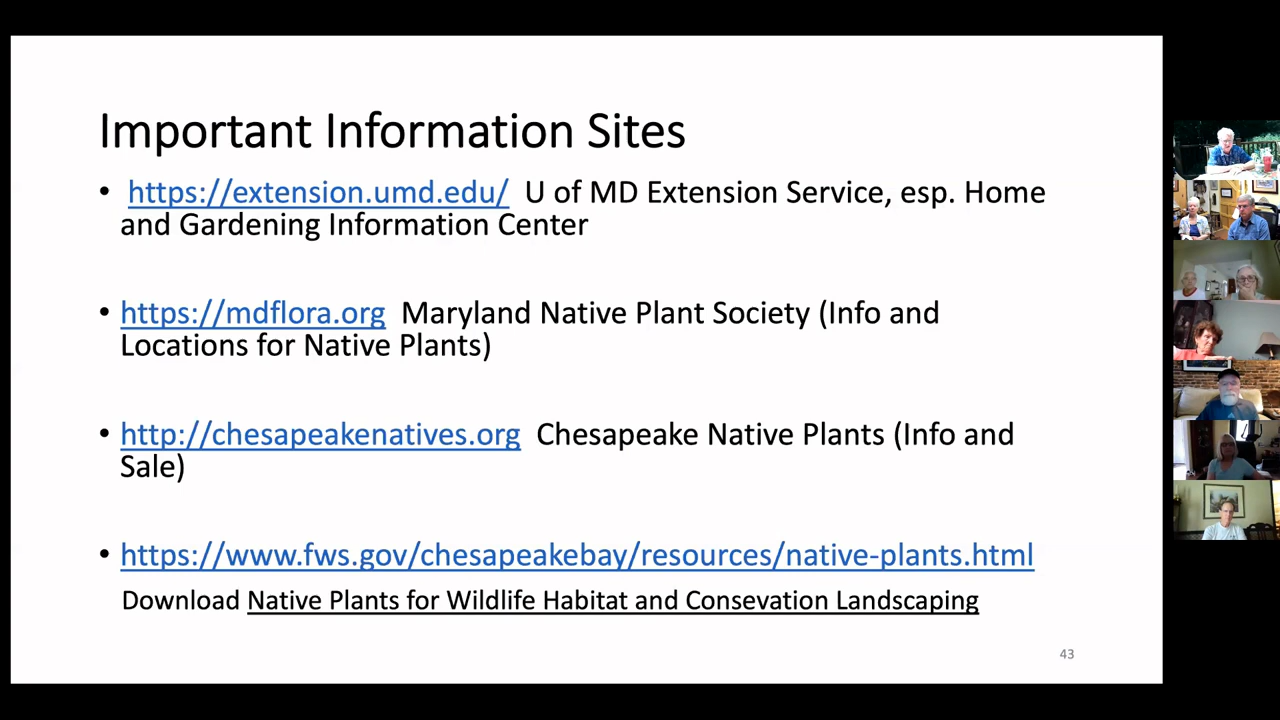 Important Information Sites
• https://extension.umd.edu/ U of MD Extension Service, esp. Home
and Gardening Information Center
• https://mdflora.org Maryland Native Plant Society (Info and
Locations for Native Plants)
• http://chesapeakenatives.org Chesapeake Native Plants (Info and
Sale)
• https://www.fws.gov/chesapeakebay/resources/native-plants.html
Download Native Plants for Wildlife Habitat and Consevation Landscaping
43